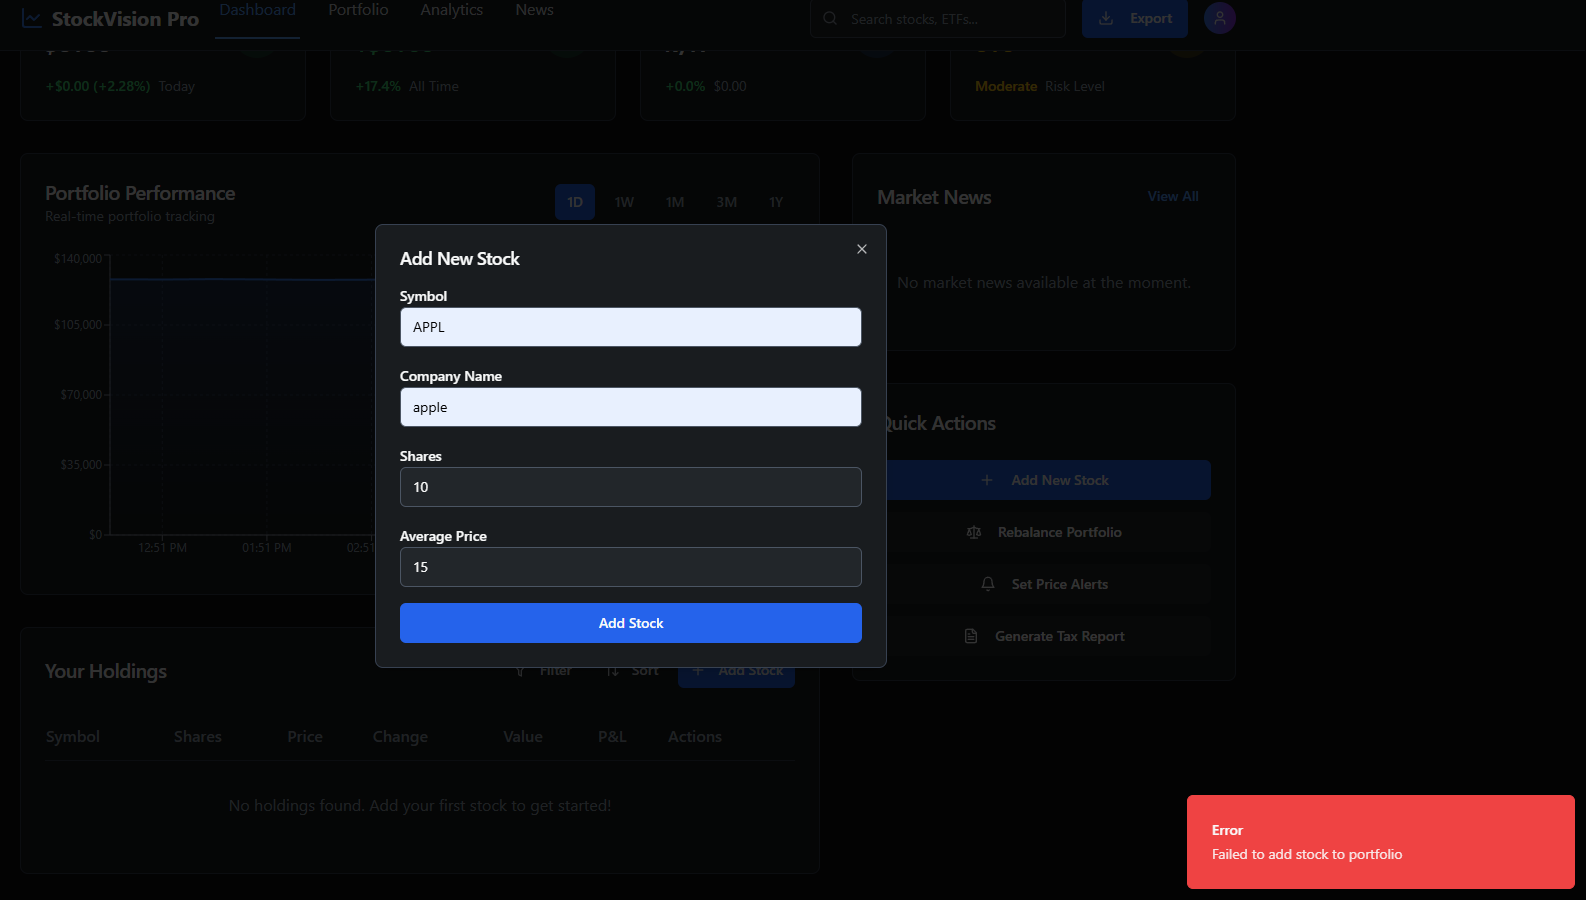 StockVision Pro
Dashboard
Portfolio
Analytics
News
Search stocks, ETFs...
Export
+$0.00 (+2.28%) Today
+17.4% All Time
+0.0% $0.00
Moderate Risk Level
Portfolio Performance
Real-time portfolio tracking
1D
1W
1M
3M
1Y
$140,000
$105,000
$70,000
$35,000
$0
12:51 PM
01:51 PM
02:51
Market News
View All
No market news available at the moment.
Add New Stock
Symbol
APPL
Company Name
apple
Shares
10
Average Price
15
Add Stock
Quick Actions
Add New Stock
Rebalance Portfolio
Set Price Alerts
Generate Tax Report
Your Holdings
Filter
Sort
Add Stock
Symbol
Shares
Price
Change
Value
P&L
Actions
No holdings found. Add your first stock to get started!
Error
Failed to add stock to portfolio